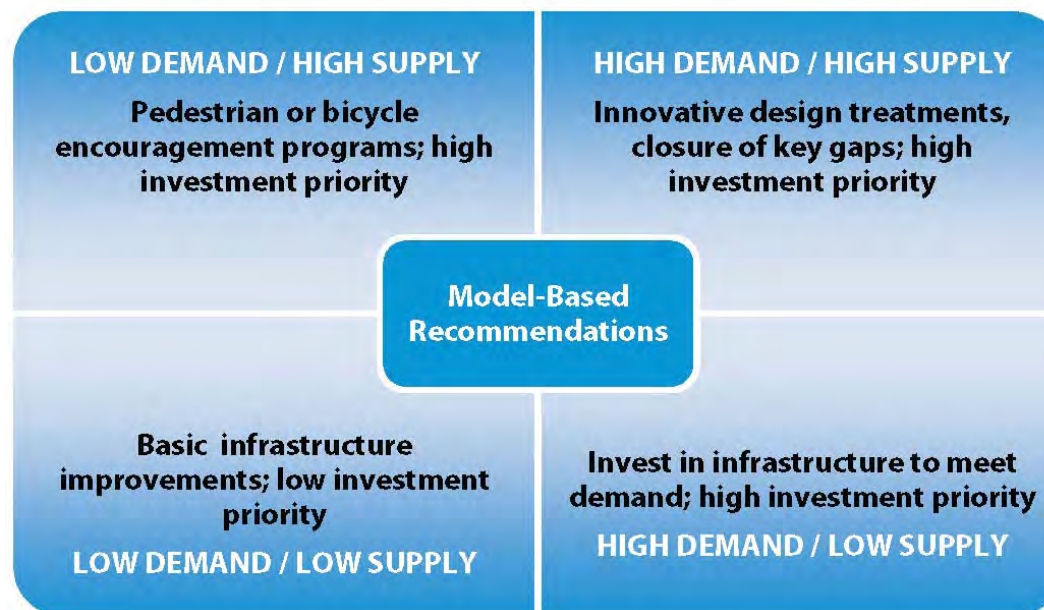 LOW DEMAND / HIGH SUPPLY
Pedestrian or bicycle
encouragement programs; high
investment priority
HIGH DEMAND / HIGH SUPPLY
Innovative design treatments,
closure of key gaps; high
investment priority
Model-Based
Recommendations
Basic infrastructure
improvements; low investment
priority
LOW DEMAND / LOW SUPPLY
Invest in infrastructure to meet
demand; high investment priority
HIGH DEMAND / LOW SUPPLY